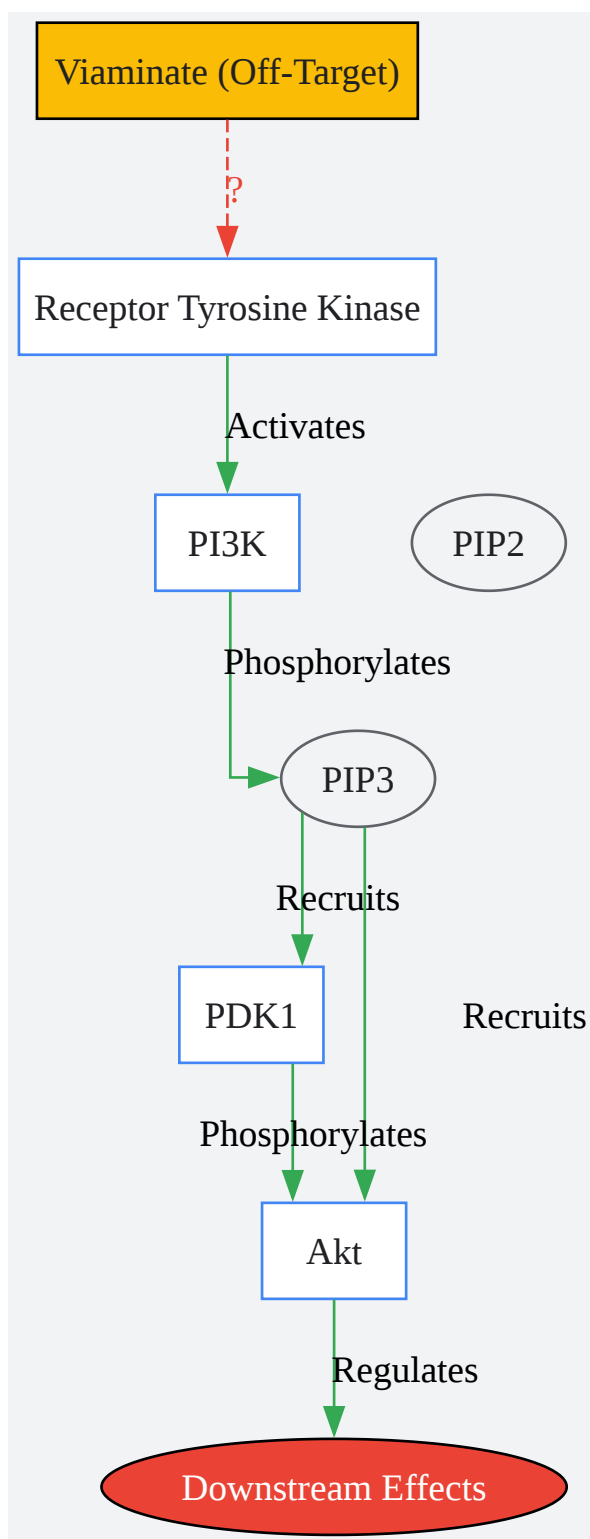 Viaminate (Off-Target)
?
Receptor Tyrosine Kinase
Activates
PI3K
PIP2
Phosphorylates
PIP3
Recruits
PDK1
Recruits
Phosphorylates
Akt
Regulates
Downstream Effects